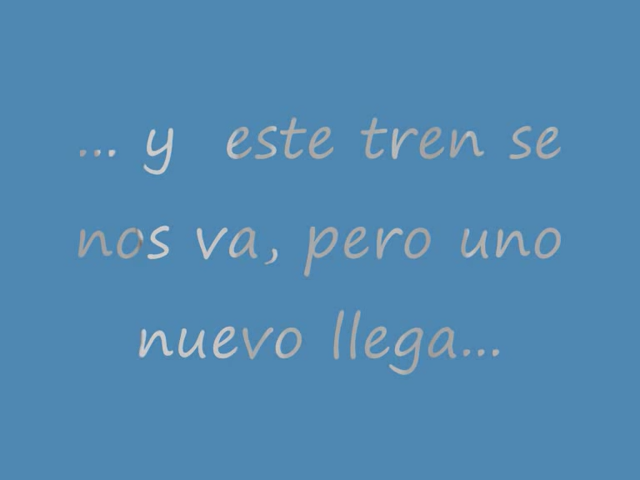 ... y este tren se
nos va, pero uno
nuevo llega...